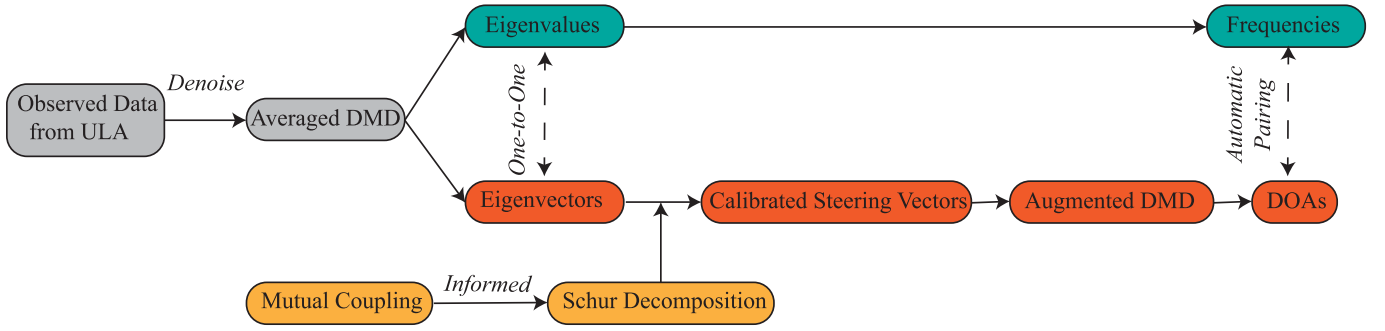 Eigenvalues
Frequencies
Denoise
Observed Data
from ULA
Averaged DMD
One-to-One
Automatic
Pairing
Eigenvectors
Calibrated Steering Vectors
Augmented DMD
DOAs
Mutual Coupling
Informed
Schur Decomposition